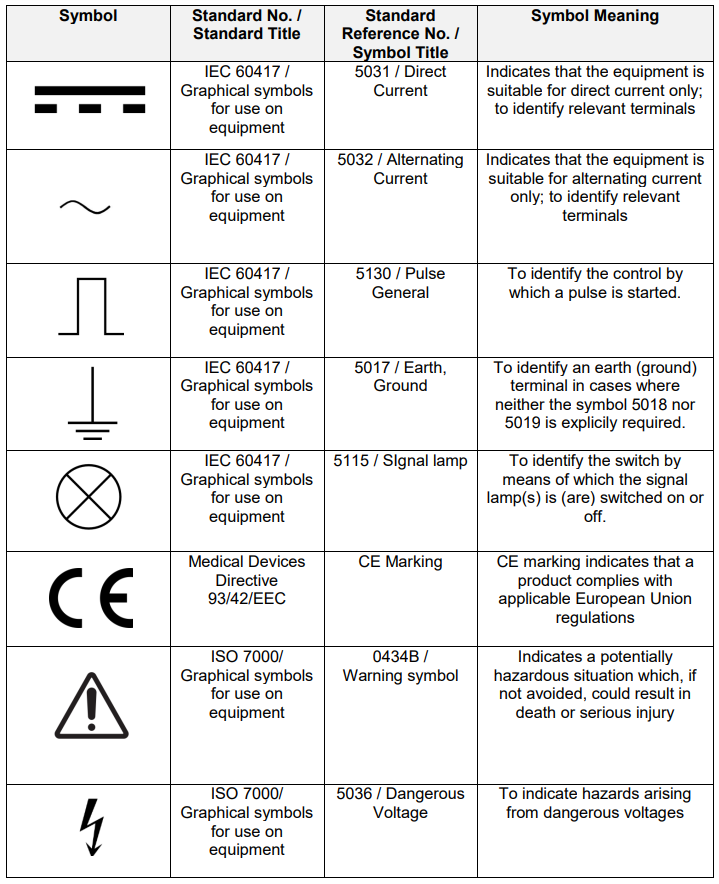 Symbol
Standard No. /
Standard Title
Standard
Reference No. /
Symbol Title
Symbol Meaning
IEC 60417 /
Graphical symbols
for use on
equipment
5031 / Direct
Current
Indicates that the equipment is
suitable for direct current only;
to identify relevant terminals
IEC 60417 /
Graphical symbols
for use on
equipment
5032 / Alternating
Current
Indicates that the equipment is
suitable for alternating current
only; to identify relevant
terminals
IEC 60417 /
Graphical symbols
for use on
equipment
5130 / Pulse
General
To identify the control by
which a pulse is started.
IEC 60417 /
Graphical symbols
for use on
equipment
5017 / Earth,
Ground
To identify an earth (ground)
terminal in cases where
neither the symbol 5018 nor
5019 is explicily required.
IEC 60417 /
Graphical symbols
for use on
equipment
5115 / SIgnal lamp
To identify the switch by
means of which the signal
lamp(s) is (are) switched on or
off.
CE
Medical Devices
Directive
93/42/EEC
CE Marking
CE marking indicates that a
product complies with
applicable European Union
regulations
ISO 7000/
Graphical symbols
for use on
equipment
0434B /
Warning symbol
Indicates a potentially
hazardous situation which, if
not avoided, could result in
death or serious injury
ISO 7000/
Graphical symbols
for use on
equipment
5036 / Dangerous
Voltage
To indicate hazards arising
from dangerous voltages